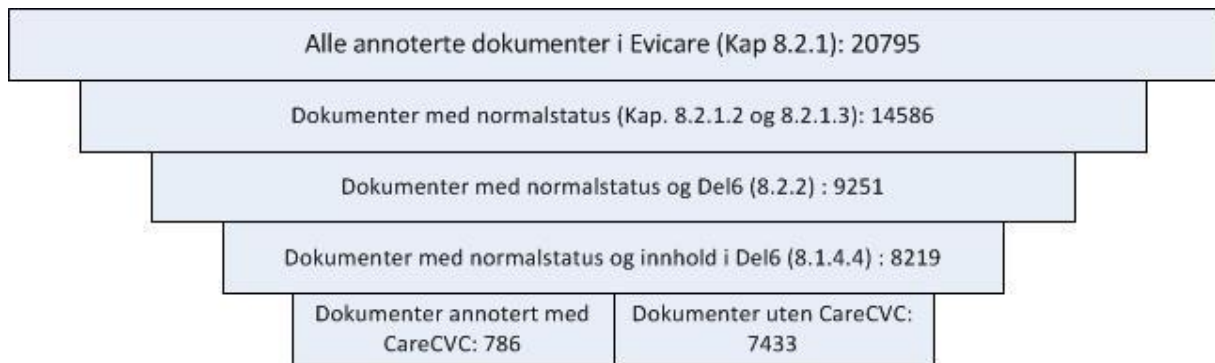 Alle annoterte dokumenter i Evicare (Kap 8.2.1): 20795
Dokumenter med normalstatus (Kap. 8.2.1.2 og 8.2.1.3): 14586
Dokumenter med normalstatus og Del6 (8.2.2) : 9251
Dokumenter med normalstatus og innhold i Del6 (8.1.4.4) : 8219
Dokumenter annotert med
CareCVC: 786
Dokumenter uten CareCVC:
7433